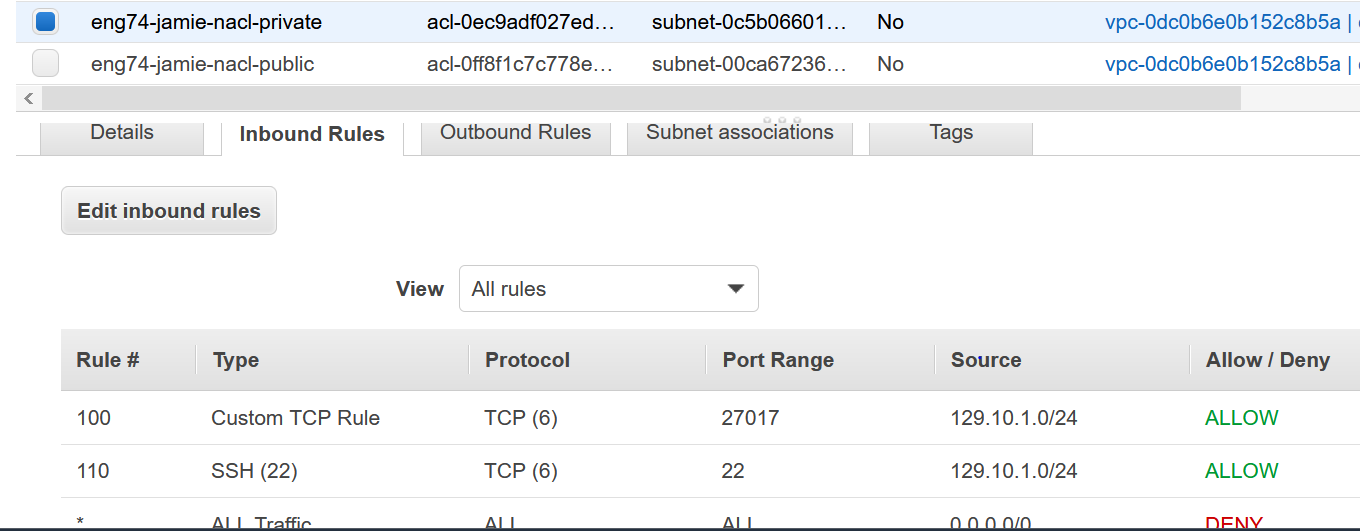 eng74-jamie-nacl-private acl-0ec9adf027ed… subnet-0c5b06601… No vpc-0dc0b6e0b152c8b5a |
eng74-jamie-nacl-public acl-0ff8f1c7c778e… subnet-00ca67236… No vpc-0dc0b6e0b152c8b5a |
Details Inbound Rules Outbound Rules Subnet associations Tags
Edit inbound rules
View All rules
Rule # Type Protocol Port Range Source Allow / Deny
100 Custom TCP Rule TCP (6) 27017 129.10.1.0/24 ALLOW
110 SSH (22) TCP (6) 22 129.10.1.0/24 ALLOW
* ALL Traffic ALL ALL 0.0.0.0/0 DENY